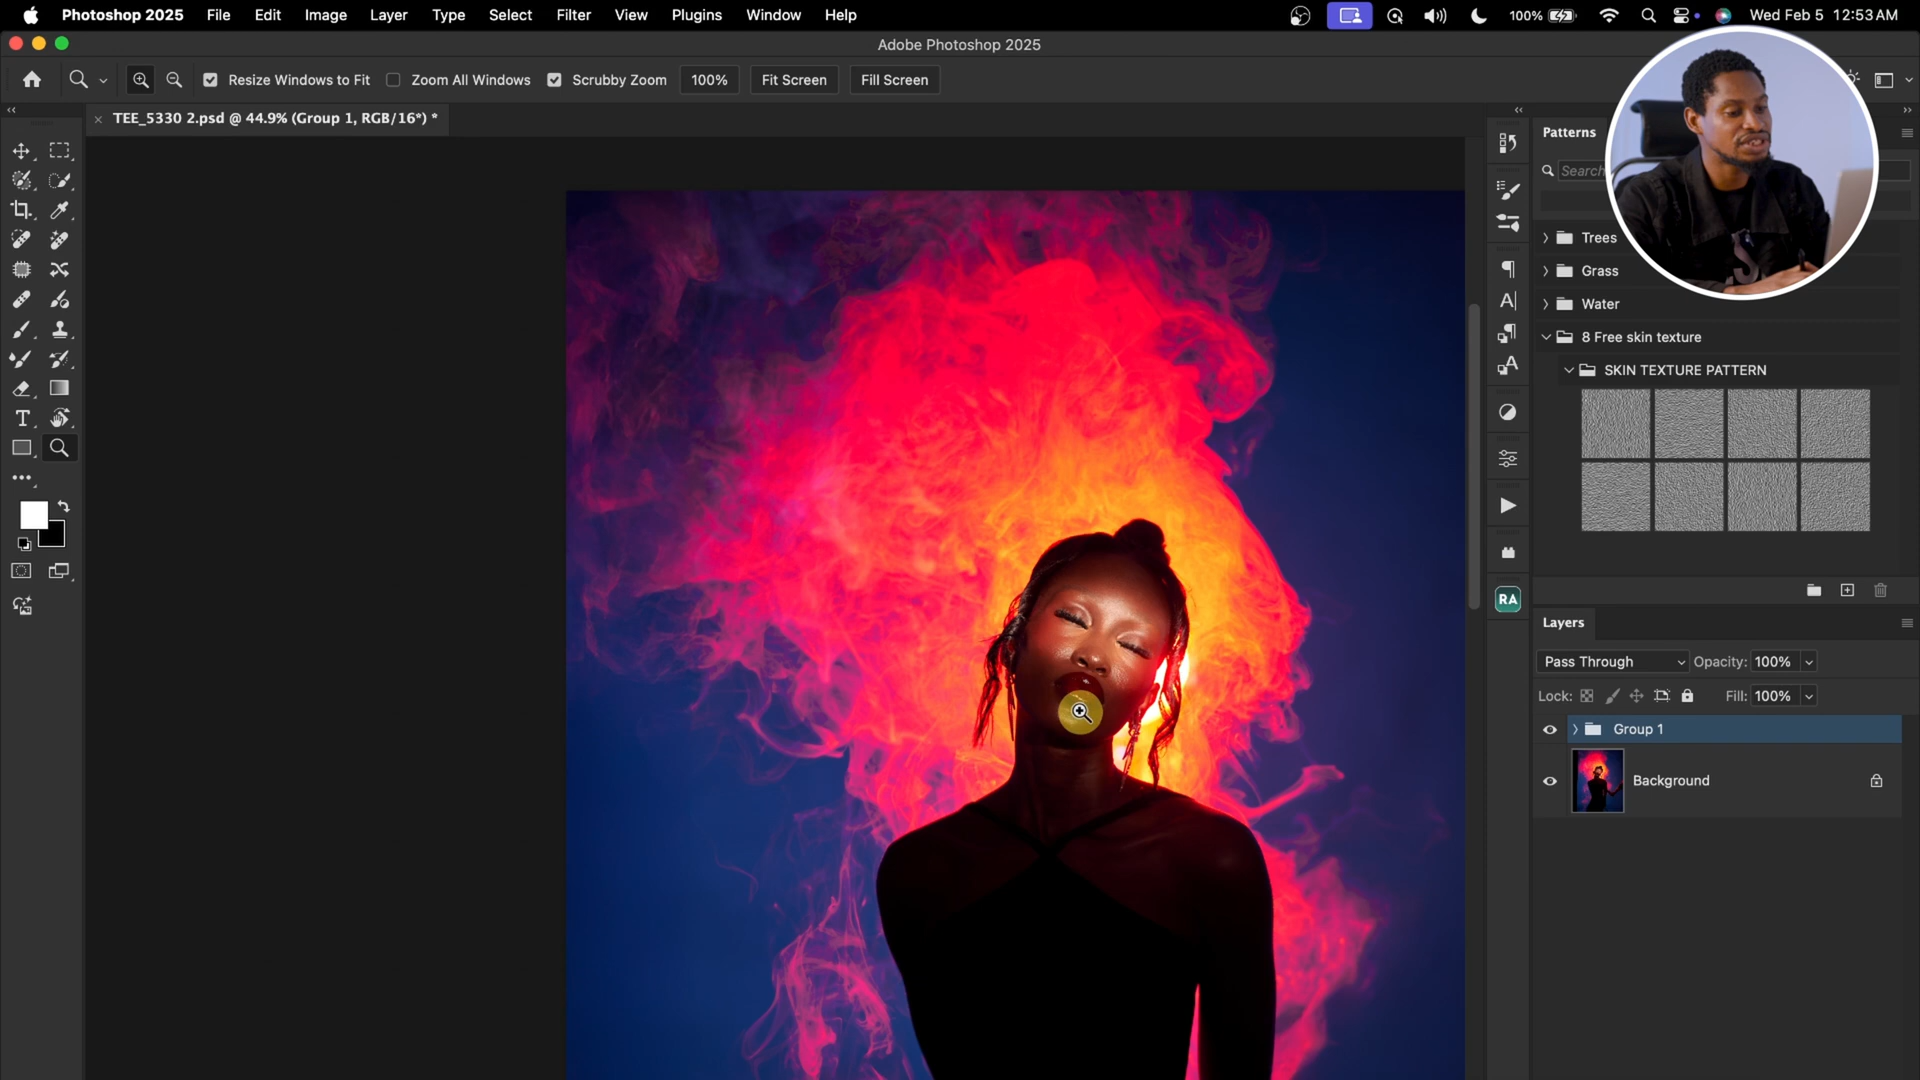 Photoshop 2025 File Edit Image Layer Type Select Filter View Plugins Window Help 100% Wed Feb 5 12:53 AM
Adobe Photoshop 2025
Resize Windows to Fit Zoom All Windows Scrubby Zoom 100% Fit Screen Fill Screen
TEE_5330 2.psd @ 44.9% (Group 1, RGB/16*) *
Patterns
Search
Trees
Grass
Water
8 Free skin texture
SKIN TEXTURE PATTERN
RA
Layers
Pass Through Opacity: 100%
Lock: Fill: 100%
Group 1
Background